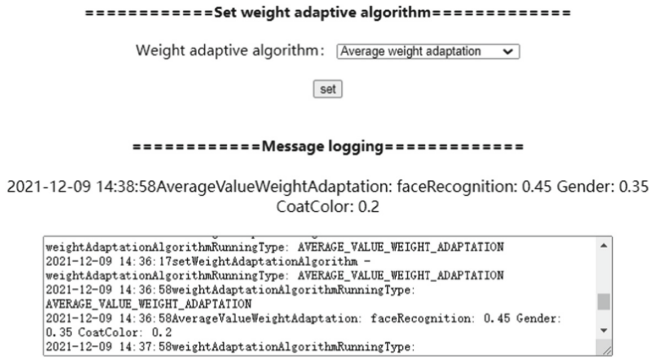 ============Set weight adaptive algorithm=============
Weight adaptive algorithm: Average weight adaptation
set
============Message logging=============
2021-12-09 14:38:58AverageValueWeightAdaptation: faceRecognition: 0.45 Gender: 0.35
CoatColor: 0.2
weightAdaptationAlgorithmRunningType: AVERAGE_VALUE_WEIGHT_ADAPTATION
2021-12-09 14:36:17setWeightAdaptationAlgorithm -
weightAdaptationAlgorithmRunningType: AVERAGE_VALUE_WEIGHT_ADAPTATION
2021-12-09 14:36:58weightAdaptationAlgorithmRunningType:
AVERAGE_VALUE_WEIGHT_ADAPTATION
2021-12-09 14:36:58AverageValueWeightAdaptation: faceRecognition: 0.45 Gender:
0.35 CoatColor: 0.2
2021-12-09 14:37:58weightAdaptationAlgorithmRunningType: